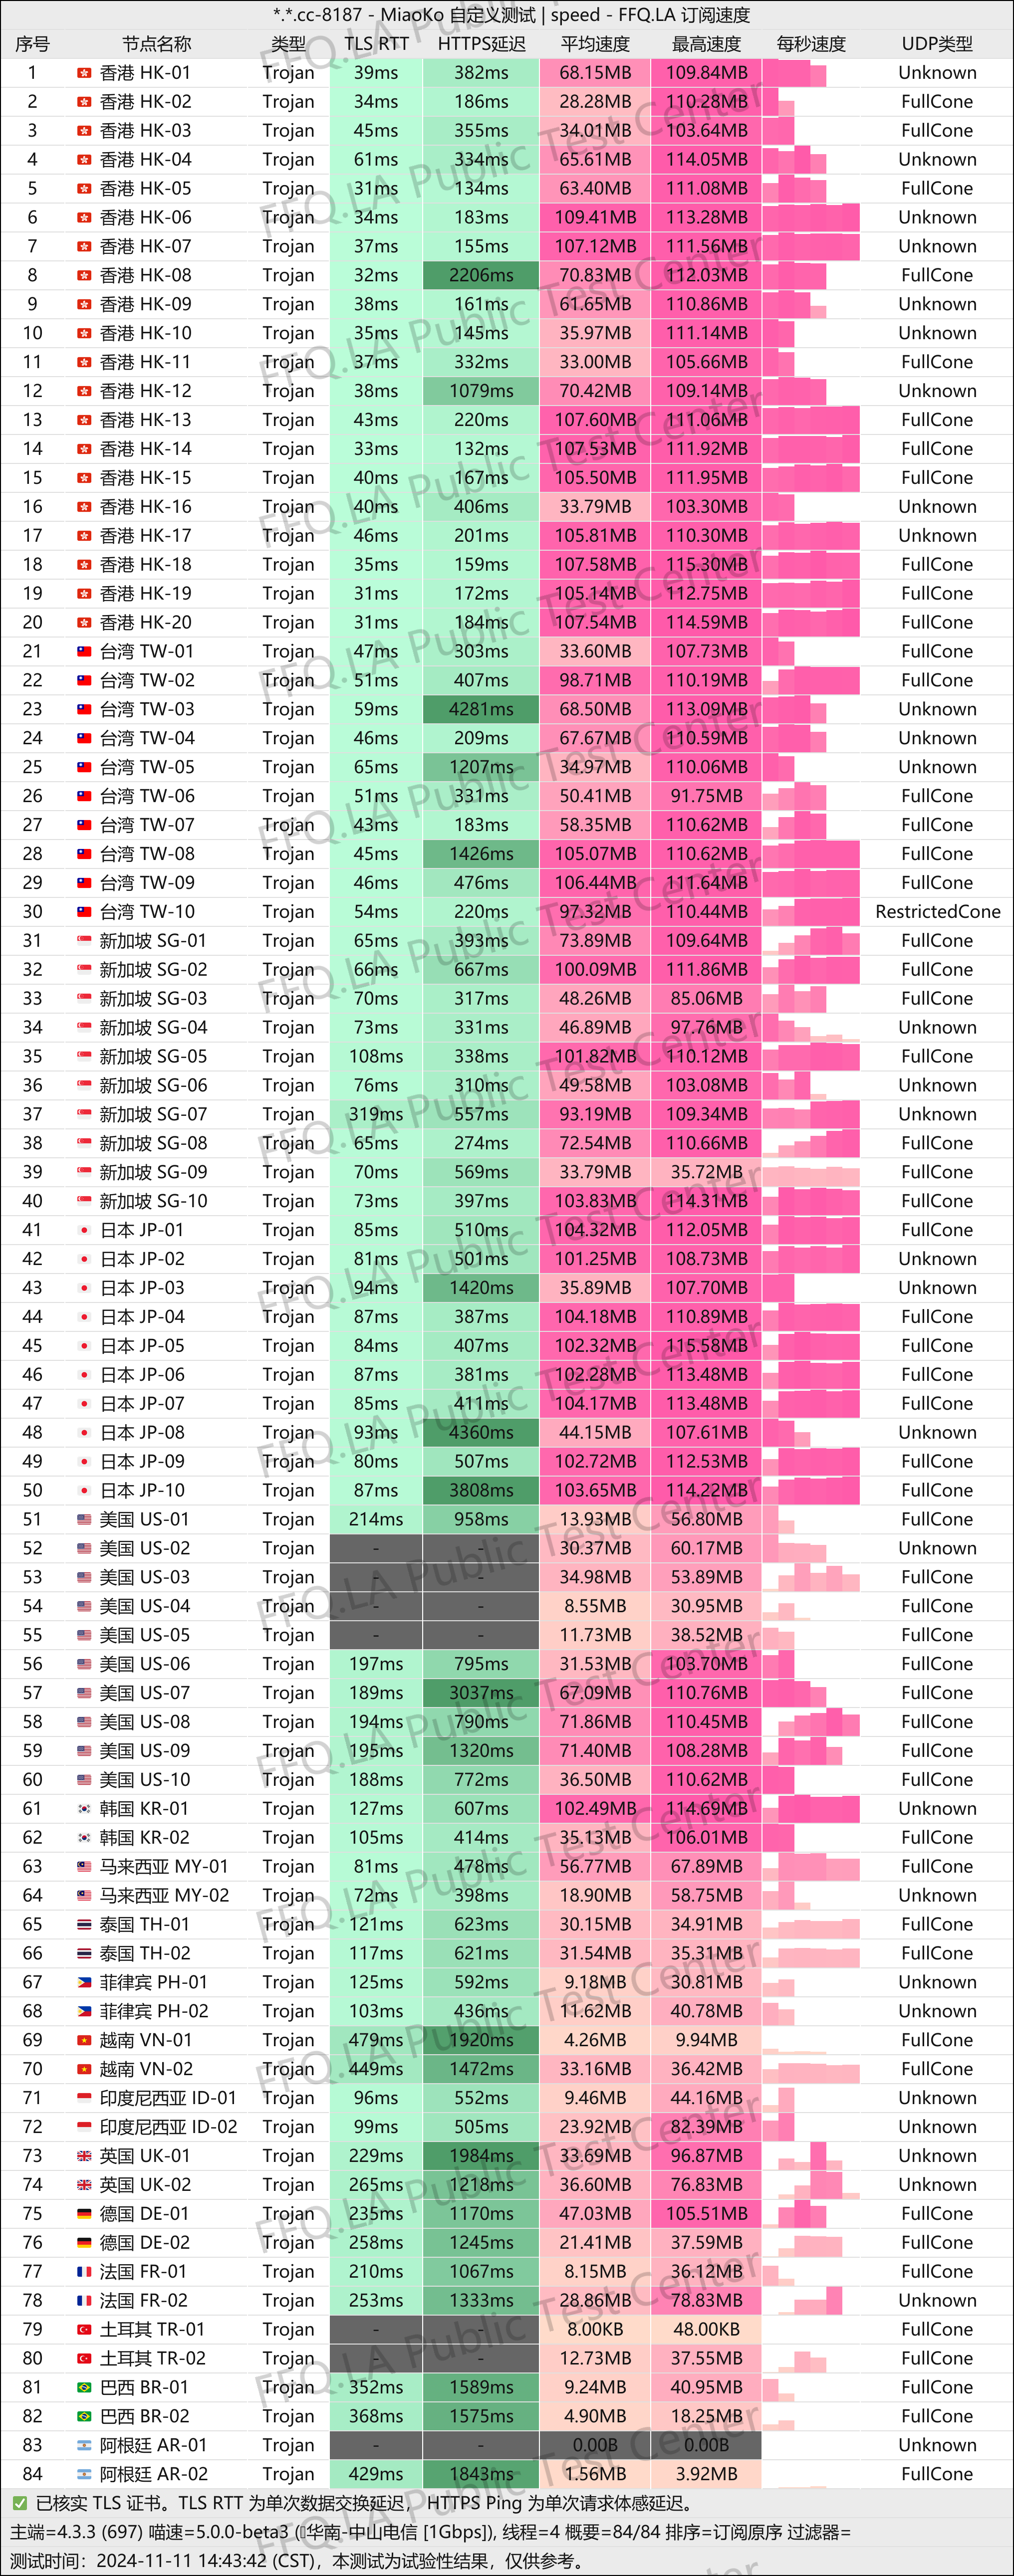 *.*.cc-8187 - MiaoKo 自定义测试 | speed - FFQ.LA 订阅速度
序号 节点名称 类型 TLS RTT HTTPS延迟 平均速度 最高速度 每秒速度 UDP类型
1 香港 HK-01 Trojan 39ms 382ms 68.15MB 109.84MB Unknown
2 香港 HK-02 Trojan 34ms 186ms 28.28MB 110.28MB FullCone
3 香港 HK-03 Trojan 45ms 355ms 34.01MB 103.64MB FullCone
4 香港 HK-04 Trojan 61ms 334ms 65.61MB 114.05MB Unknown
5 香港 HK-05 Trojan 31ms 134ms 63.40MB 111.08MB FullCone
6 香港 HK-06 Trojan 34ms 183ms 109.41MB 113.28MB Unknown
7 香港 HK-07 Trojan 37ms 155ms 107.12MB 111.56MB Unknown
8 香港 HK-08 Trojan 32ms 2206ms 70.83MB 112.03MB FullCone
9 香港 HK-09 Trojan 38ms 161ms 61.65MB 110.86MB Unknown
10 香港 HK-10 Trojan 35ms 145ms 35.97MB 111.14MB Unknown
11 香港 HK-11 Trojan 37ms 332ms 33.00MB 105.66MB FullCone
12 香港 HK-12 Trojan 38ms 1079ms 70.42MB 109.14MB Unknown
13 香港 HK-13 Trojan 43ms 220ms 107.60MB 111.06MB FullCone
14 香港 HK-14 Trojan 33ms 132ms 107.53MB 111.92MB FullCone
15 香港 HK-15 Trojan 40ms 167ms 105.50MB 111.95MB FullCone
16 香港 HK-16 Trojan 40ms 406ms 33.79MB 103.30MB Unknown
17 香港 HK-17 Trojan 46ms 201ms 105.81MB 110.30MB Unknown
18 香港 HK-18 Trojan 35ms 159ms 107.58MB 115.30MB FullCone
19 香港 HK-19 Trojan 31ms 172ms 105.14MB 112.75MB FullCone
20 香港 HK-20 Trojan 31ms 184ms 107.54MB 114.59MB FullCone
21 台湾 TW-01 Trojan 47ms 303ms 33.60MB 107.73MB FullCone
22 台湾 TW-02 Trojan 51ms 407ms 98.71MB 110.19MB FullCone
23 台湾 TW-03 Trojan 59ms 4281ms 68.50MB 113.09MB Unknown
24 台湾 TW-04 Trojan 46ms 209ms 67.67MB 110.59MB Unknown
25 台湾 TW-05 Trojan 65ms 1207ms 34.97MB 110.06MB Unknown
26 台湾 TW-06 Trojan 51ms 331ms 50.41MB 91.75MB FullCone
27 台湾 TW-07 Trojan 43ms 183ms 58.35MB 110.62MB FullCone
28 台湾 TW-08 Trojan 45ms 1426ms 105.07MB 110.62MB FullCone
29 台湾 TW-09 Trojan 46ms 476ms 106.44MB 111.64MB FullCone
30 台湾 TW-10 Trojan 54ms 220ms 97.32MB 110.44MB RestrictedCone
31 新加坡 SG-01 Trojan 65ms 393ms 73.89MB 109.64MB FullCone
32 新加坡 SG-02 Trojan 66ms 667ms 100.09MB 111.86MB FullCone
33 新加坡 SG-03 Trojan 70ms 317ms 48.26MB 85.06MB FullCone
34 新加坡 SG-04 Trojan 73ms 331ms 46.89MB 97.76MB Unknown
35 新加坡 SG-05 Trojan 108ms 338ms 101.82MB 110.12MB FullCone
36 新加坡 SG-06 Trojan 76ms 310ms 49.58MB 103.08MB Unknown
37 新加坡 SG-07 Trojan 319ms 557ms 93.19MB 109.34MB Unknown
38 新加坡 SG-08 Trojan 65ms 274ms 72.54MB 110.66MB FullCone
39 新加坡 SG-09 Trojan 70ms 569ms 33.79MB 35.72MB FullCone
40 新加坡 SG-10 Trojan 73ms 397ms 103.83MB 114.31MB FullCone
41 日本 JP-01 Trojan 85ms 510ms 104.32MB 112.05MB FullCone
42 日本 JP-02 Trojan 81ms 501ms 101.25MB 108.73MB Unknown
43 日本 JP-03 Trojan 94ms 1420ms 35.89MB 107.70MB Unknown
44 日本 JP-04 Trojan 87ms 387ms 104.18MB 110.89MB FullCone
45 日本 JP-05 Trojan 84ms 407ms 102.32MB 115.58MB FullCone
46 日本 JP-06 Trojan 87ms 381ms 102.28MB 113.48MB FullCone
47 日本 JP-07 Trojan 85ms 411ms 104.17MB 113.48MB FullCone
48 日本 JP-08 Trojan 93ms 4360ms 44.15MB 107.61MB Unknown
49 日本 JP-09 Trojan 80ms 507ms 102.72MB 112.53MB FullCone
50 日本 JP-10 Trojan 87ms 3808ms 103.65MB 114.22MB FullCone
51 美国 US-01 Trojan 214ms 958ms 13.93MB 56.80MB FullCone
52 美国 US-02 Trojan - - 30.37MB 60.17MB Unknown
53 美国 US-03 Trojan - - 34.98MB 53.89MB FullCone
54 美国 US-04 Trojan - - 8.55MB 30.95MB FullCone
55 美国 US-05 Trojan - - 11.73MB 38.52MB FullCone
56 美国 US-06 Trojan 197ms 795ms 31.53MB 103.70MB FullCone
57 美国 US-07 Trojan 189ms 3037ms 67.09MB 110.76MB FullCone
58 美国 US-08 Trojan 194ms 790ms 71.86MB 110.45MB FullCone
59 美国 US-09 Trojan 195ms 1320ms 71.40MB 108.28MB FullCone
60 美国 US-10 Trojan 188ms 772ms 36.50MB 110.62MB FullCone
61 韩国 KR-01 Trojan 127ms 607ms 102.49MB 114.69MB Unknown
62 韩国 KR-02 Trojan 105ms 414ms 35.13MB 106.01MB FullCone
63 马来西亚 MY-01 Trojan 81ms 478ms 56.77MB 67.89MB FullCone
64 马来西亚 MY-02 Trojan 72ms 398ms 18.90MB 58.75MB Unknown
65 泰国 TH-01 Trojan 121ms 623ms 30.15MB 34.91MB FullCone
66 泰国 TH-02 Trojan 117ms 621ms 31.54MB 35.31MB FullCone
67 菲律宾 PH-01 Trojan 125ms 592ms 9.18MB 30.81MB Unknown
68 菲律宾 PH-02 Trojan 103ms 436ms 11.62MB 40.78MB Unknown
69 越南 VN-01 Trojan 479ms 1920ms 4.26MB 9.94MB FullCone
70 越南 VN-02 Trojan 449ms 1472ms 33.16MB 36.42MB FullCone
71 印度尼西亚 ID-01 Trojan 96ms 552ms 9.46MB 44.16MB Unknown
72 印度尼西亚 ID-02 Trojan 99ms 505ms 23.92MB 82.39MB Unknown
73 英国 UK-01 Trojan 229ms 1984ms 33.69MB 96.87MB Unknown
74 英国 UK-02 Trojan 265ms 1218ms 36.60MB 76.83MB Unknown
75 德国 DE-01 Trojan 235ms 1170ms 47.03MB 105.51MB FullCone
76 德国 DE-02 Trojan 258ms 1245ms 21.41MB 37.59MB FullCone
77 法国 FR-01 Trojan 210ms 1067ms 8.15MB 36.12MB FullCone
78 法国 FR-02 Trojan 253ms 1333ms 28.86MB 78.83MB Unknown
79 土耳其 TR-01 Trojan - - 8.00KB 48.00KB FullCone
80 土耳其 TR-02 Trojan - - 12.73MB 37.55MB FullCone
81 巴西 BR-01 Trojan 352ms 1589ms 9.24MB 40.95MB FullCone
82 巴西 BR-02 Trojan 368ms 1575ms 4.90MB 18.25MB FullCone
83 阿根廷 AR-01 Trojan - - 0.00B 0.00B Unknown
84 阿根廷 AR-02 Trojan 429ms 1843ms 1.56MB 3.92MB FullCone
✅ 已核实 TLS 证书。TLS RTT 为单次数据交换延迟， HTTPS Ping 为单次请求体感延迟。
主端=4.3.3 (697) 喵速=5.0.0-beta3 (▯华南-中山电信 [1Gbps]), 线程=4 概要=84/84 排序=订阅原序 过滤器=
测试时间：2024-11-11 14:43:42 (CST)，本测试为试验性结果，仅供参考。
FFQ.LA Public Test Center